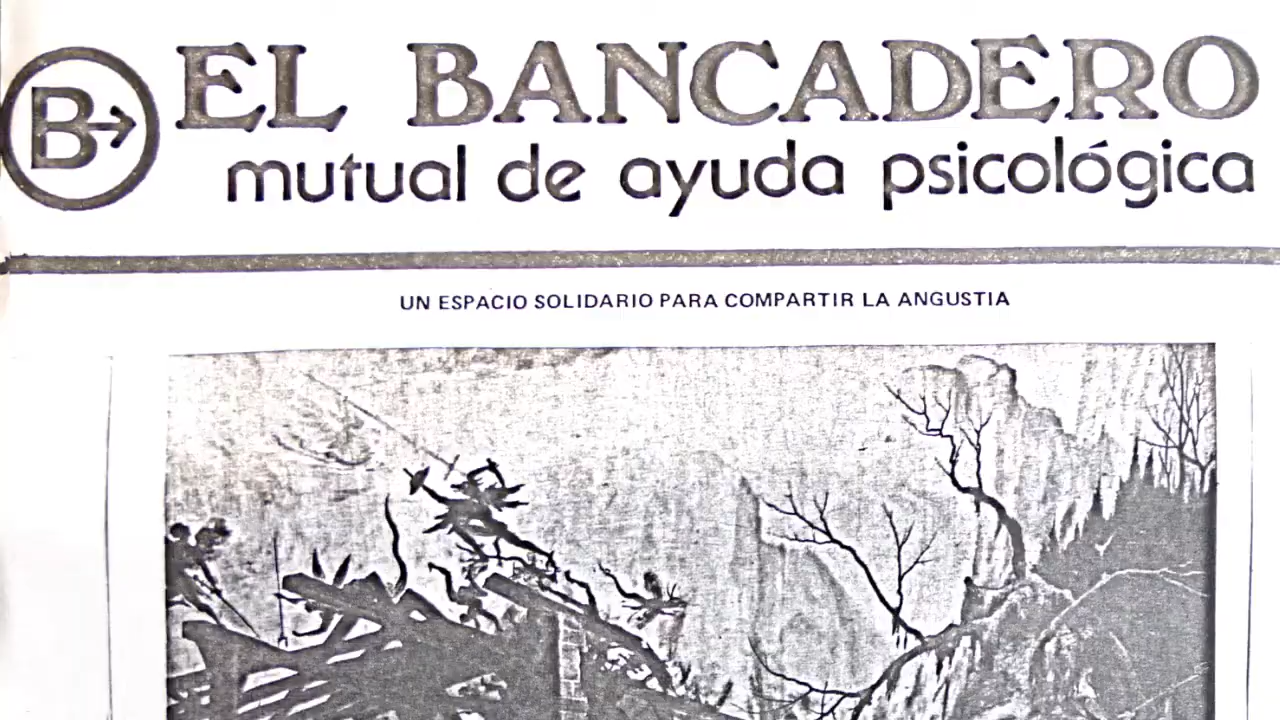 B→
EL BANCADERO
mutual de ayuda psicológica
UN ESPACIO SOLIDARIO PARA COMPARTIR LA ANGUSTIA